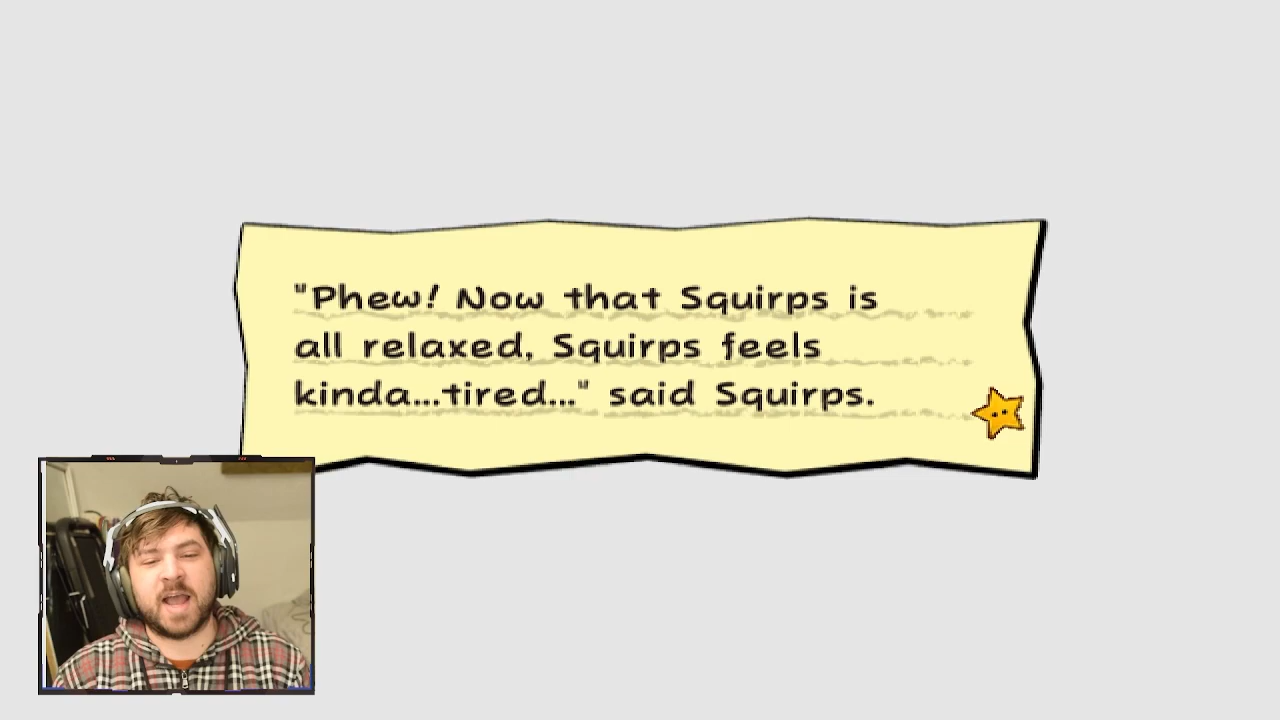 "Phew! Now that Squirps is
all relaxed, Squirps feels
kinda...tired..." said Squirps.